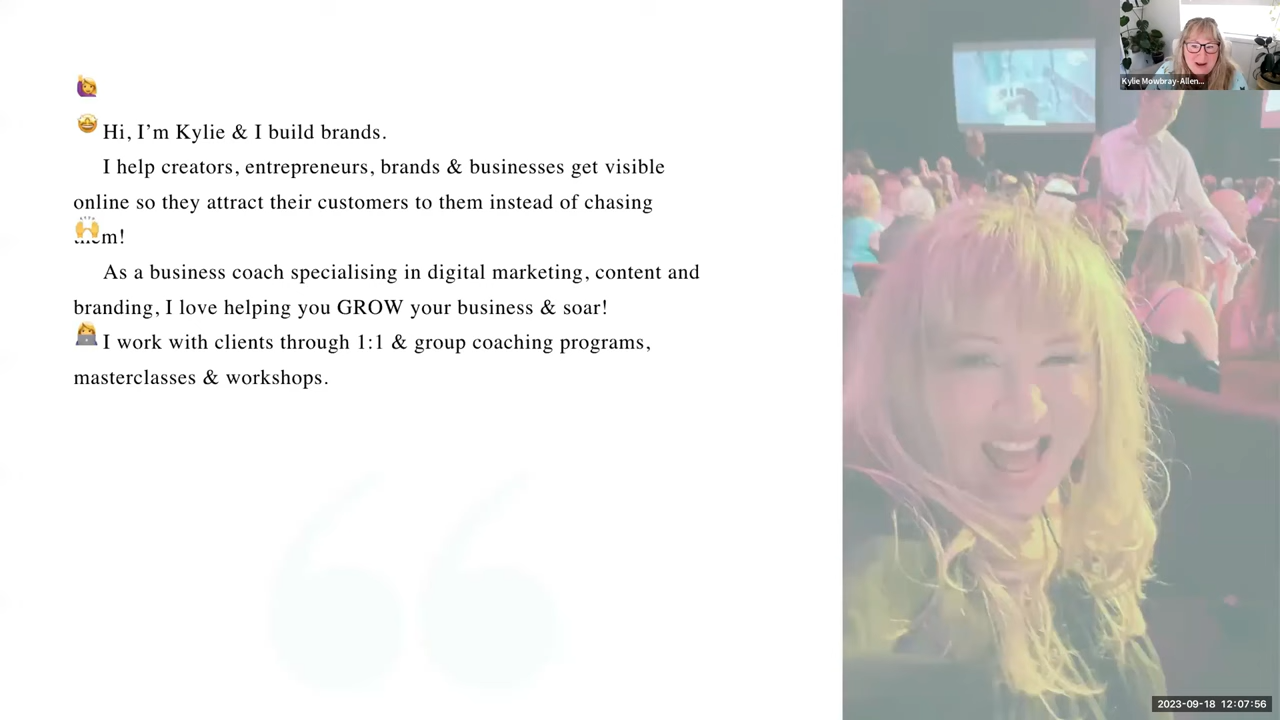 Hi, I'm Kylie & I build brands.
I help creators, entrepreneurs, brands & businesses get visible
online so they attract their customers to them instead of chasing
them!
As a business coach specialising in digital marketing, content and
branding, I love helping you GROW your business & soar!
I work with clients through 1:1 & group coaching programs,
masterclasses & workshops.
Kylie Mowbray-Allen...
2023-09-18 12:07:56